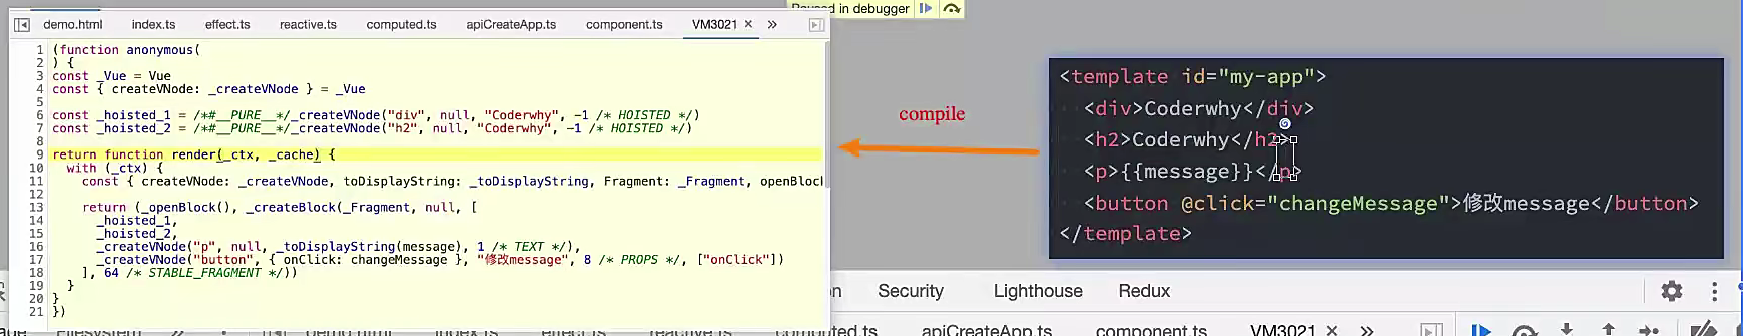 Paused in debugger
demo.html index.ts effect.ts reactive.ts computed.ts apiCreateApp.ts component.ts VM3021 × »
1 (function anonymous(
2 ) {
3 const _Vue = Vue
4 const { createVNode: _createVNode } = _Vue
5
6 const _hoisted_1 = /*#__PURE__*/_createVNode("div", null, "Coderwhy", -1 /* HOISTED */)
7 const _hoisted_2 = /*#__PURE__*/_createVNode("h2", null, "Coderwhy", -1 /* HOISTED */)
8
9 return function render(_ctx, _cache) {
10 with (_ctx) {
11 const { createVNode: _createVNode, toDisplayString: _toDisplayString, Fragment: _Fragment, openBlock
12
13 return (_openBlock(), _createBlock(_Fragment, null, [
14 _hoisted_1,
15 _hoisted_2,
16 _createVNode("p", null, _toDisplayString(message), 1 /* TEXT */),
17 _createVNode("button", { onClick: changeMessage }, "修改message", 8 /* PROPS */, ["onClick"])
18 ], 64 /* STABLE_FRAGMENT */))
19 }
20 }
21 })
compile
<template id="my-app">
<div>Coderwhy</div>
<h2>Coderwhy</h2>
<p>{{message}}</p>
<button @click="changeMessage">修改message</button>
</template>
Security Lighthouse Redux
Filesystem » demo.html index.ts effect.ts reactive.ts computed.ts apiCreateApp.ts component.ts VM3021 × »